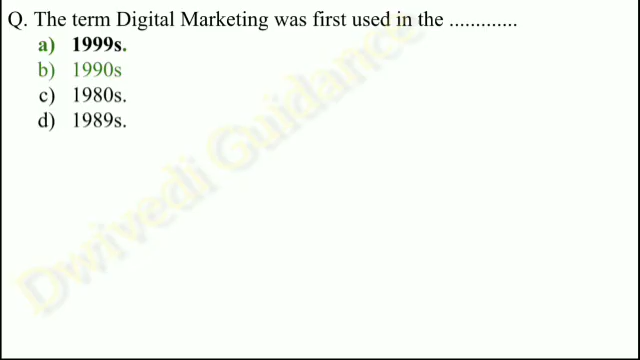 Q. The term Digital Marketing was first used in the .............
a) 1999s.
b) 1990s
c) 1980s.
d) 1989s.
Dwivedi Guidance